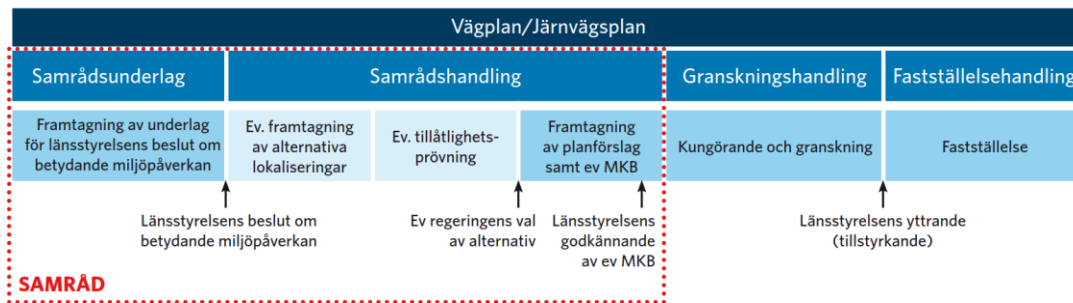 Vägplan/Järnvägsplan
Samrådsunderlag
Samrådshandling
Granskningshandling
Fastställelsehandling
Framtagning av underlag
för länsstyrelsens beslut om
betydande miljöpåverkan
Ev. framtagning
av alternativa
lokaliseringar
Ev. tillåtlighets-
prövning
Framtagning
av planförslag
samt ev MKB
Kungörande och granskning
Fastställelse
Länsstyrelsens beslut om
betydande miljöpåverkan
Ev regeringens val
av alternativ
Länsstyrelsens
godkännande
av ev MKB
Länsstyrelsens yttrande
(tillstyrkande)
SAMRÅD